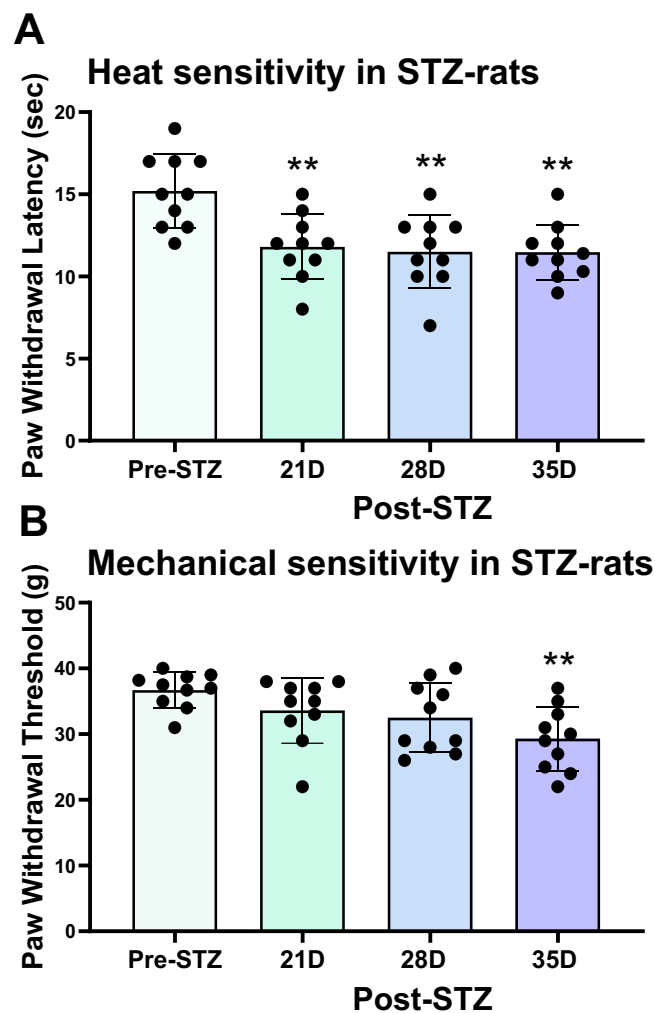 A
Heat sensitivity in STZ-rats
Paw Withdrawal Latency (sec)
20
15
10
5
0
** ** **
Pre-STZ 21D 28D 35D
Post-STZ
B
Mechanical sensitivity in STZ-rats
Paw Withdrawal Threshold (g)
50
40
30
20
10
0
**
Pre-STZ 21D 28D 35D
Post-STZ